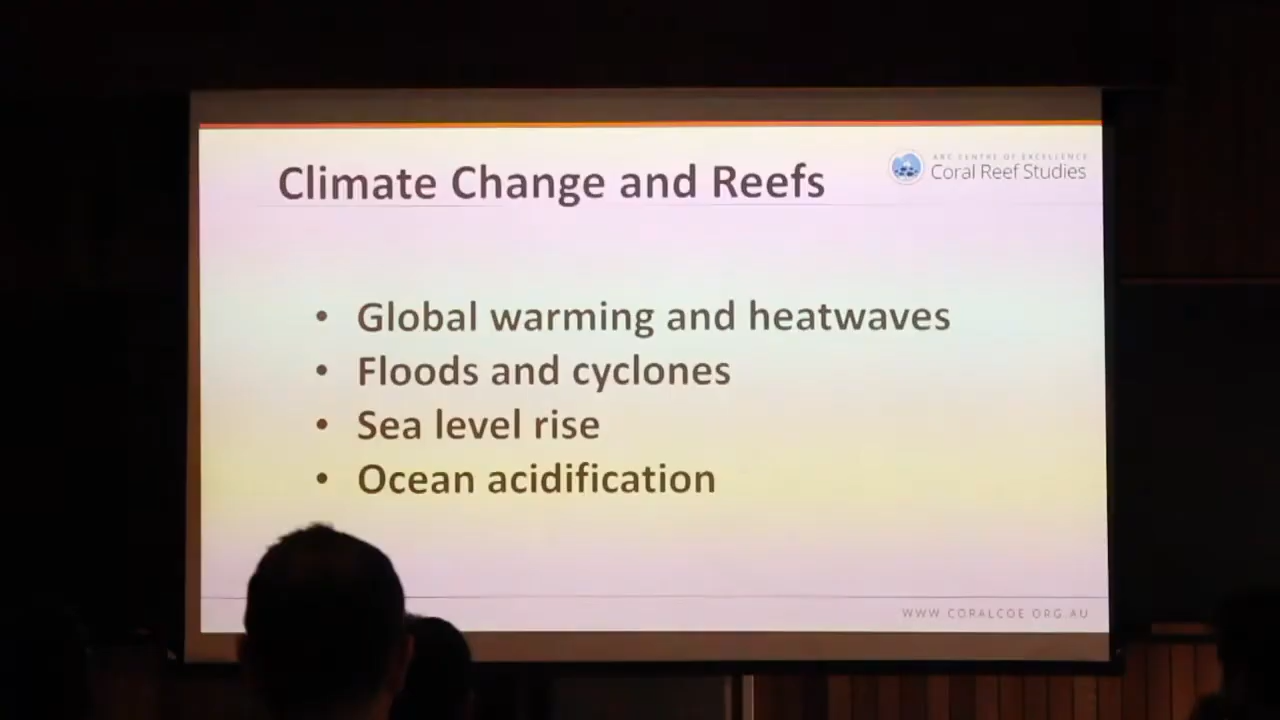 Climate Change and Reefs
ARC CENTRE OF EXCELLENCE
Coral Reef Studies
• Global warming and heatwaves
• Floods and cyclones
• Sea level rise
• Ocean acidification
WWW.CORALCOE.ORG.AU